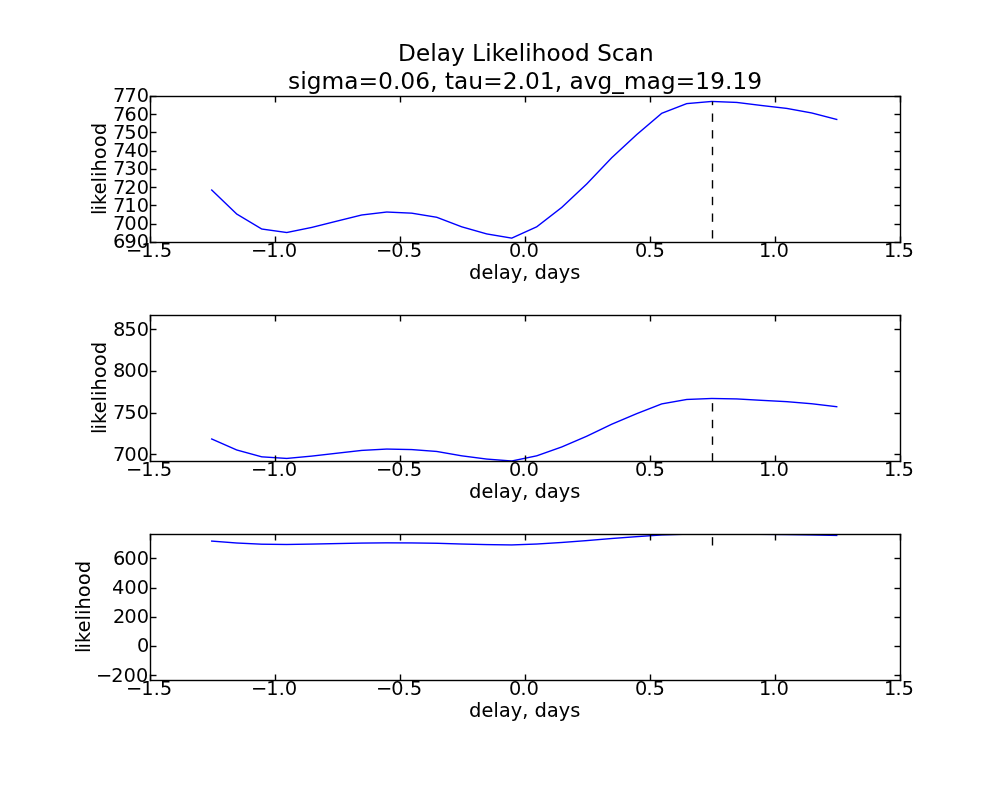 Delay Likelihood Scan
sigma=0.06, tau=2.01, avg_mag=19.19
770
760
750
740
730
720
710
700
690
likelihood
−1.5 −1.0 −0.5 0.0 0.5 1.0 1.5
delay, days
850
800
750
700
likelihood
−1.5 −1.0 −0.5 0.0 0.5 1.0 1.5
delay, days
600
400
200
0
−200
likelihood
−1.5 −1.0 −0.5 0.0 0.5 1.0 1.5
delay, days